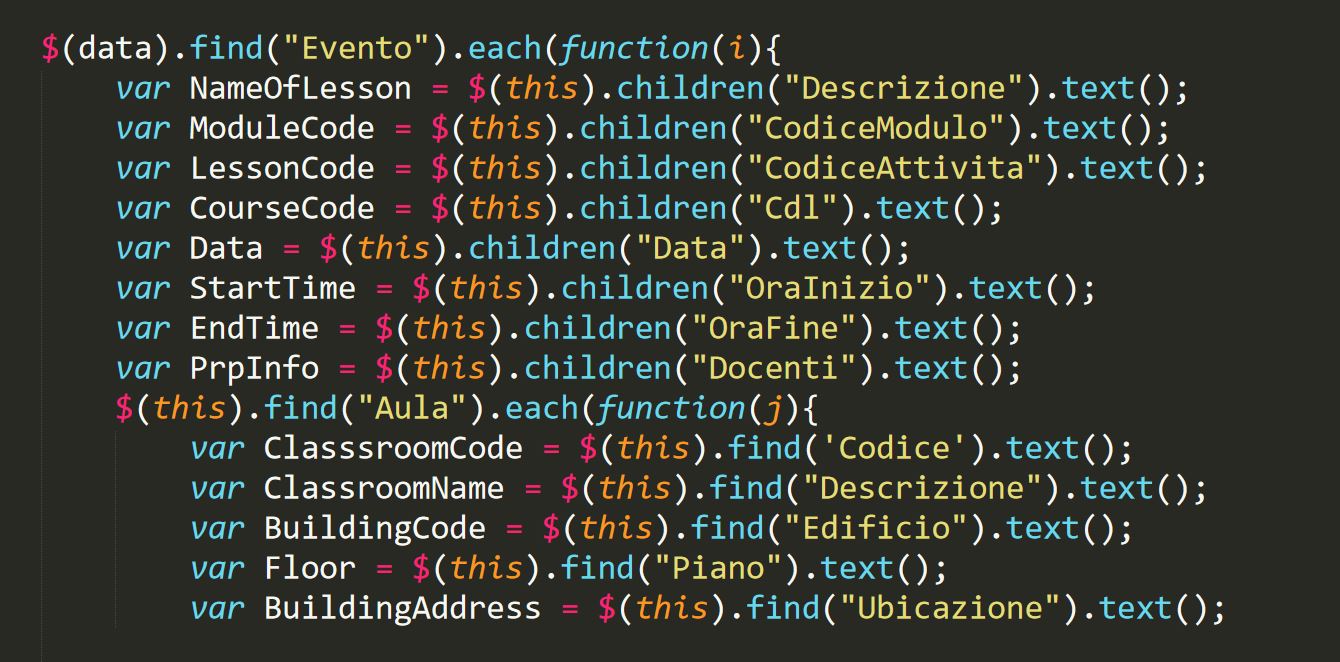 $(data).find("Evento").each(function(i){
var NameOfLesson = $(this).children("Descrizione").text();
var ModuleCode = $(this).children("CodiceModulo").text();
var LessonCode = $(this).children("CodiceAttivita").text();
var CourseCode = $(this).children("Cdl").text();
var Data = $(this).children("Data").text();
var StartTime = $(this).children("OraInizio").text();
var EndTime = $(this).children("OraFine").text();
var PrpInfo = $(this).children("Docenti").text();
$(this).find("Aula").each(function(j){
var ClasssroomCode = $(this).find('Codice').text();
var ClassroomName = $(this).find("Descrizione").text();
var BuildingCode = $(this).find("Edificio").text();
var Floor = $(this).find("Piano").text();
var BuildingAddress = $(this).find("Ubicazione").text();